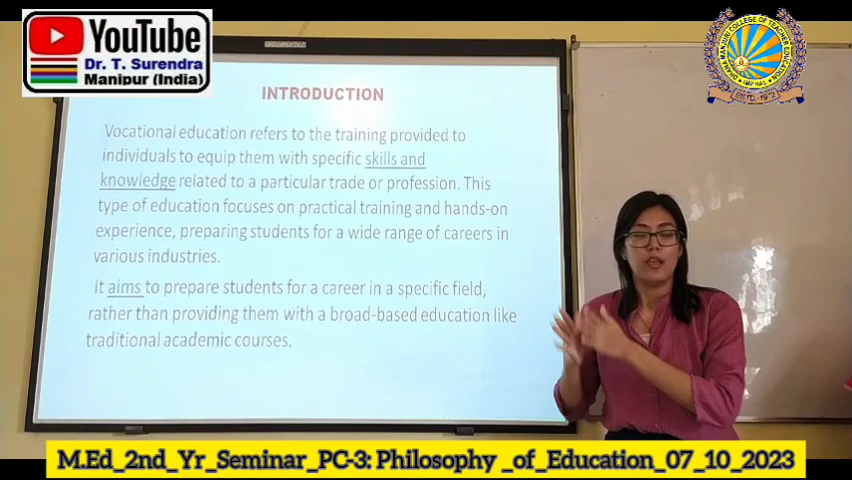 YouTube
Dr. T. Surendra
Manipur (India)
ESTD-1972
INTRODUCTION
Vocational education refers to the training provided to
individuals to equip them with specific skills and
knowledge related to a particular trade or profession. This
type of education focuses on practical training and hands-on
experience, preparing students for a wide range of careers in
various industries.
It aims to prepare students for a career in a specific field,
rather than providing them with a broad-based education like
traditional academic courses.
M.Ed_2nd_Yr_Seminar_PC-3: Philosophy _of_Education_07_10_2023